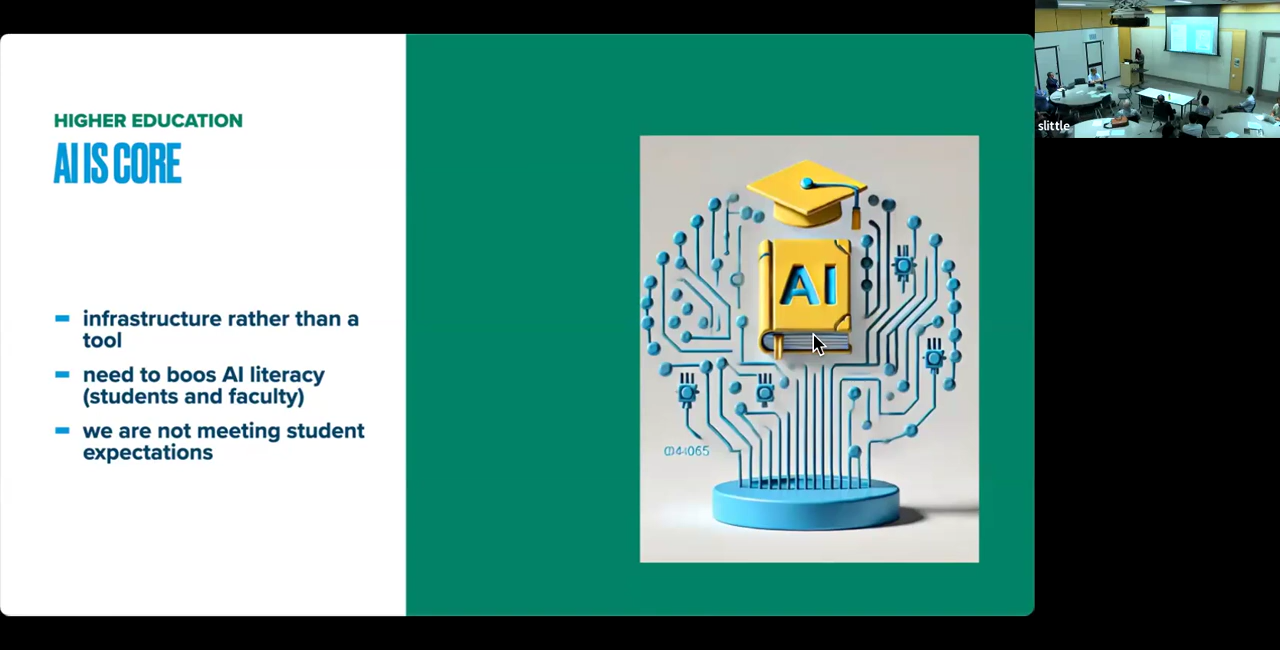 HIGHER EDUCATION
AI IS CORE
infrastructure rather than a
tool
need to boos AI literacy
(students and faculty)
we are not meeting student
expectations
AI
slittle